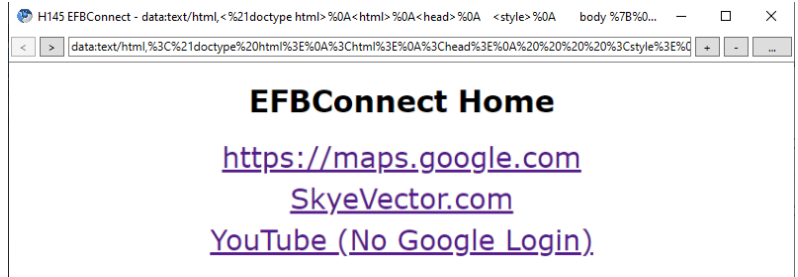 H145 EFBConnect - data:text/html,<%21doctype html>%0A<html>%0A<head>%0A    <style>%0A        body %7B%0...
< > data:text/html,%3C%21doctype%20html%3E%0A%3Chtml%3E%0A%3Chead%3E%0A%20%20%20%20%3Cstyle%3E%0 + - ...
EFBConnect Home
https://maps.google.com
SkyeVector.com
YouTube (No Google Login)